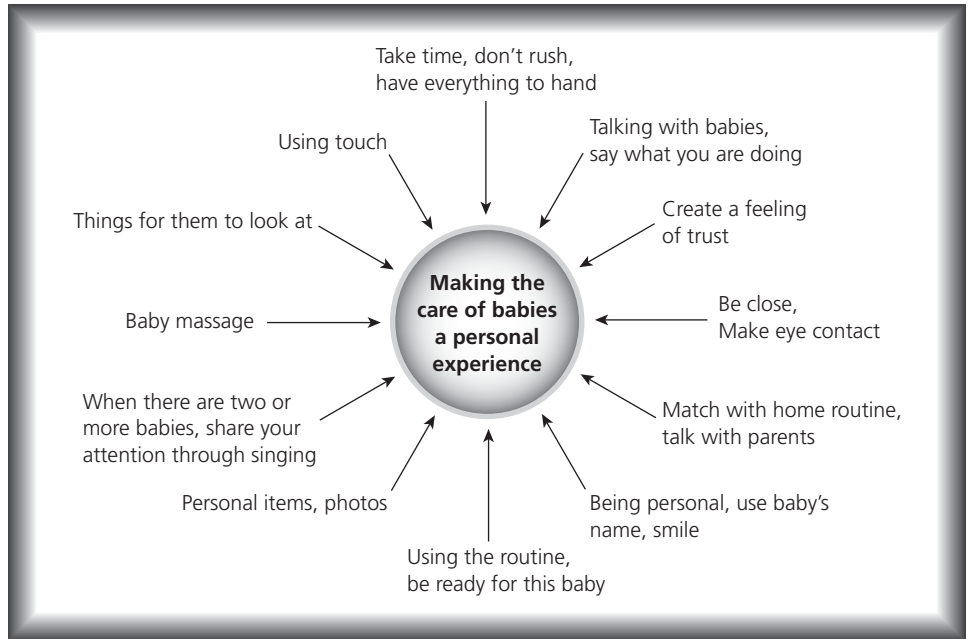 Take time, don’t rush,
have everything to hand
Using touch
Talking with babies,
say what you are doing
Things for them to look at
Create a feeling
of trust
Making the
care of babies
a personal
experience
Baby massage
Be close,
Make eye contact
When there are two or
more babies, share your
attention through singing
Match with home routine,
talk with parents
Personal items, photos
Being personal, use baby’s
name, smile
Using the routine,
be ready for this baby